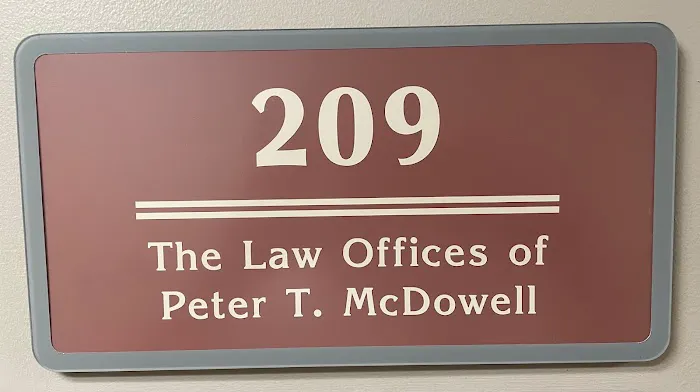 209
The Law Offices of
Peter T. McDowell